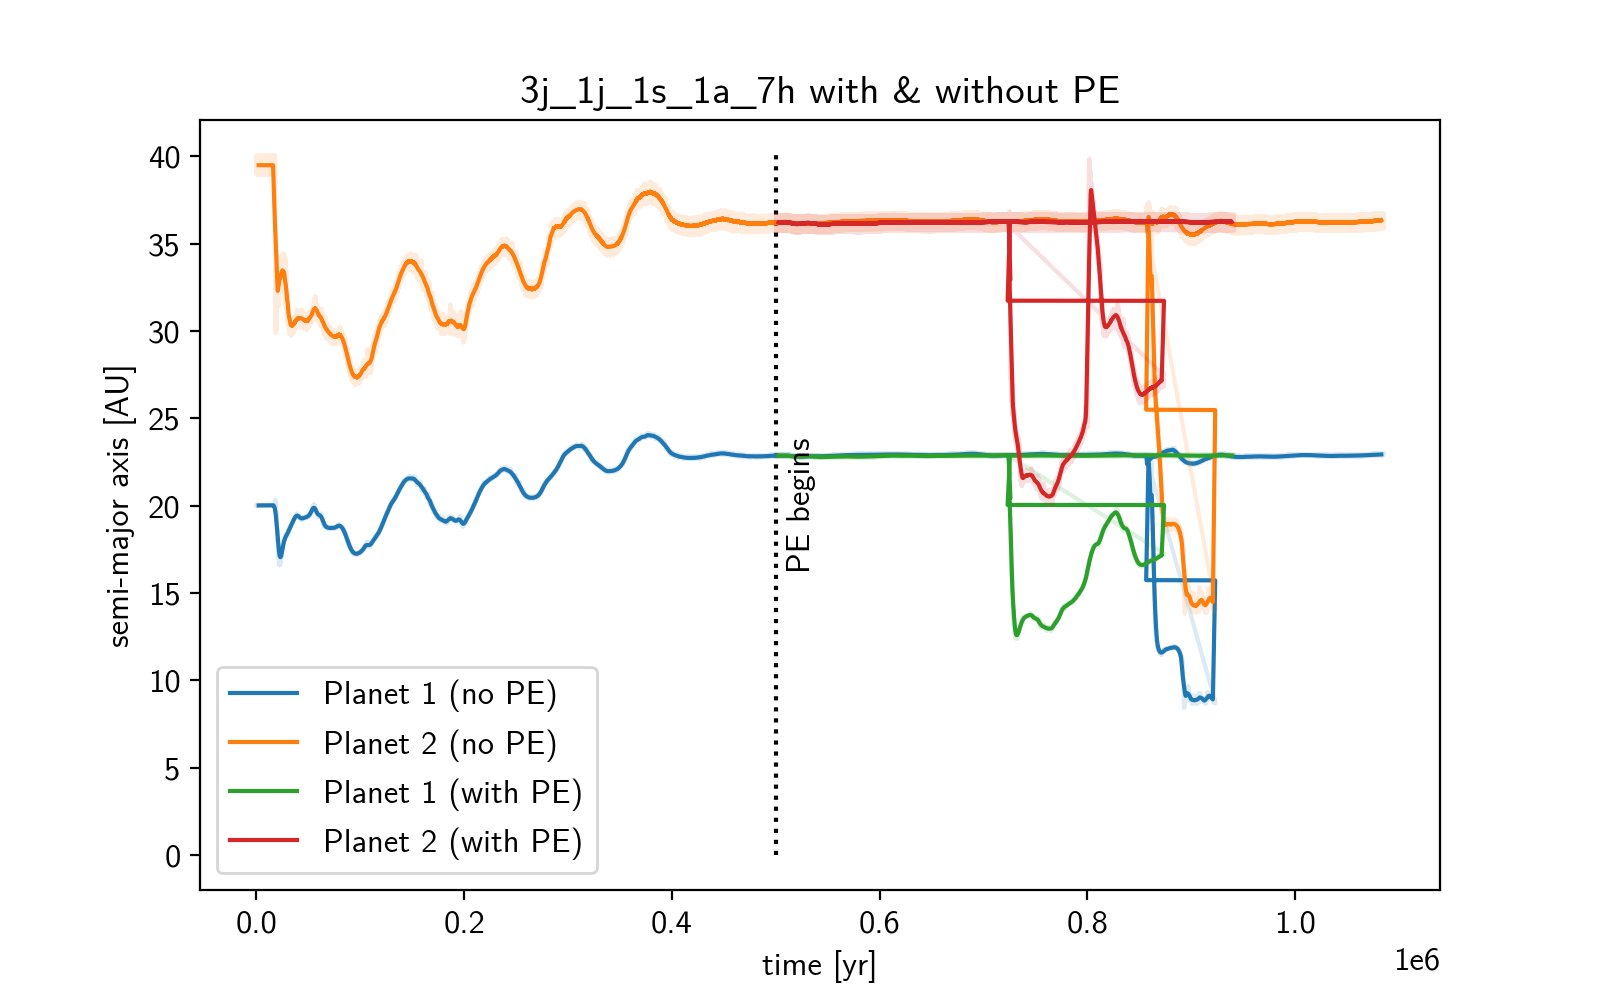 3j_1j_1s_1a_7h with & without PE
semi-major axis [AU]
40
35
30
25
20
15
10
5
0
PE begins
Planet 1 (no PE)
Planet 2 (no PE)
Planet 1 (with PE)
Planet 2 (with PE)
0.0
0.2
0.4
0.6
0.8
1.0
time [yr]
1e6